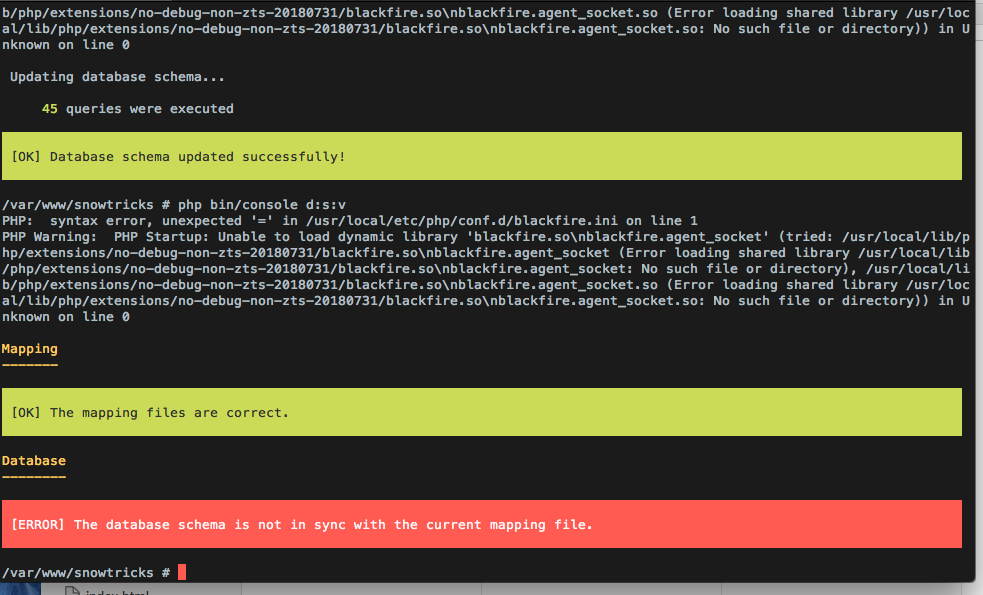 b/php/extensions/no-debug-non-zts-20180731/blackfire.so\nblackfire.agent_socket.so (Error loading shared library /usr/loc
al/lib/php/extensions/no-debug-non-zts-20180731/blackfire.so\nblackfire.agent_socket.so: No such file or directory)) in U
nknown on line 0
Updating database schema...
45 queries were executed
[OK] Database schema updated successfully!
/var/www/snowtricks # php bin/console d:s:v
PHP:  syntax error, unexpected '=' in /usr/local/etc/php/conf.d/blackfire.ini on line 1
PHP Warning:  PHP Startup: Unable to load dynamic library 'blackfire.so\nblackfire.agent_socket' (tried: /usr/local/lib/p
hp/extensions/no-debug-non-zts-20180731/blackfire.so\nblackfire.agent_socket (Error loading shared library /usr/local/lib
/php/extensions/no-debug-non-zts-20180731/blackfire.so\nblackfire.agent_socket: No such file or directory), /usr/local/li
b/php/extensions/no-debug-non-zts-20180731/blackfire.so\nblackfire.agent_socket.so (Error loading shared library /usr/loc
al/lib/php/extensions/no-debug-non-zts-20180731/blackfire.so\nblackfire.agent_socket.so: No such file or directory)) in U
nknown on line 0
Mapping
-------
[OK] The mapping files are correct.
Database
--------
[ERROR] The database schema is not in sync with the current mapping file.
/var/www/snowtricks #
index.html